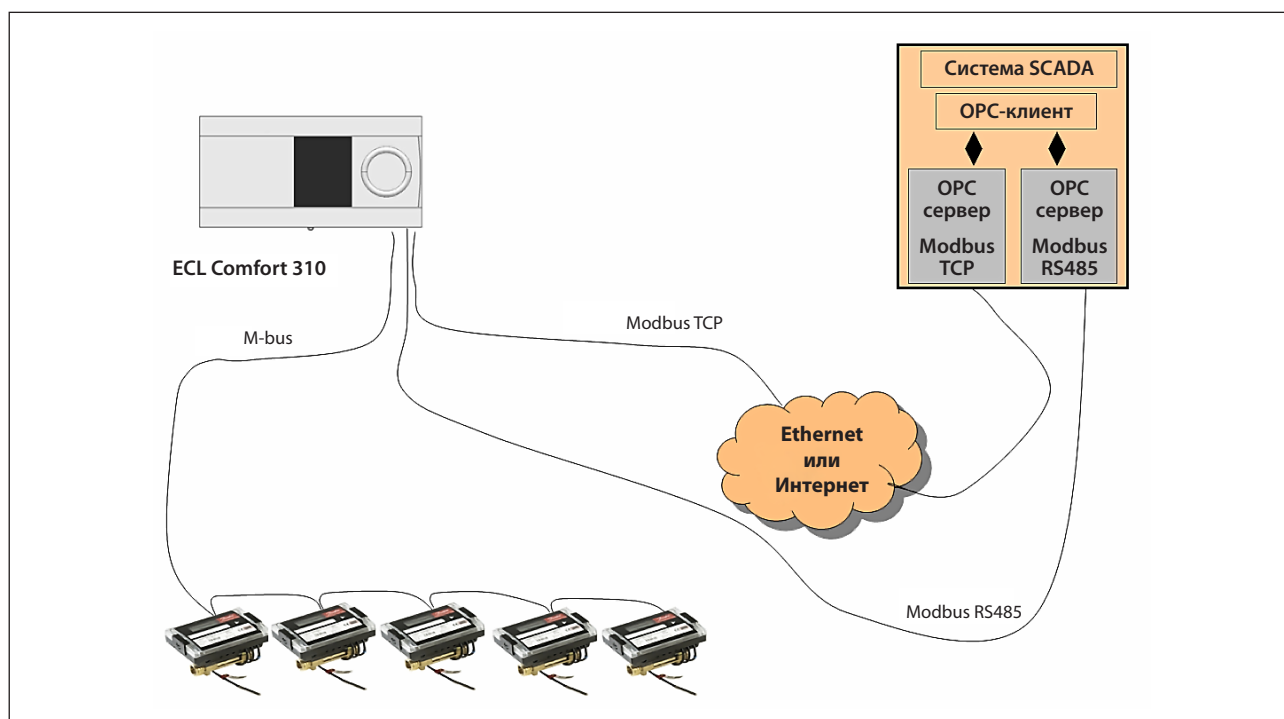 Система SCADA
OPC-клиент
OPC
сервер
Modbus
TCP
OPC
сервер
Modbus
RS485
ECL Comfort 310
M-bus
Modbus TCP
Ethernet
или
Интернет
Modbus RS485